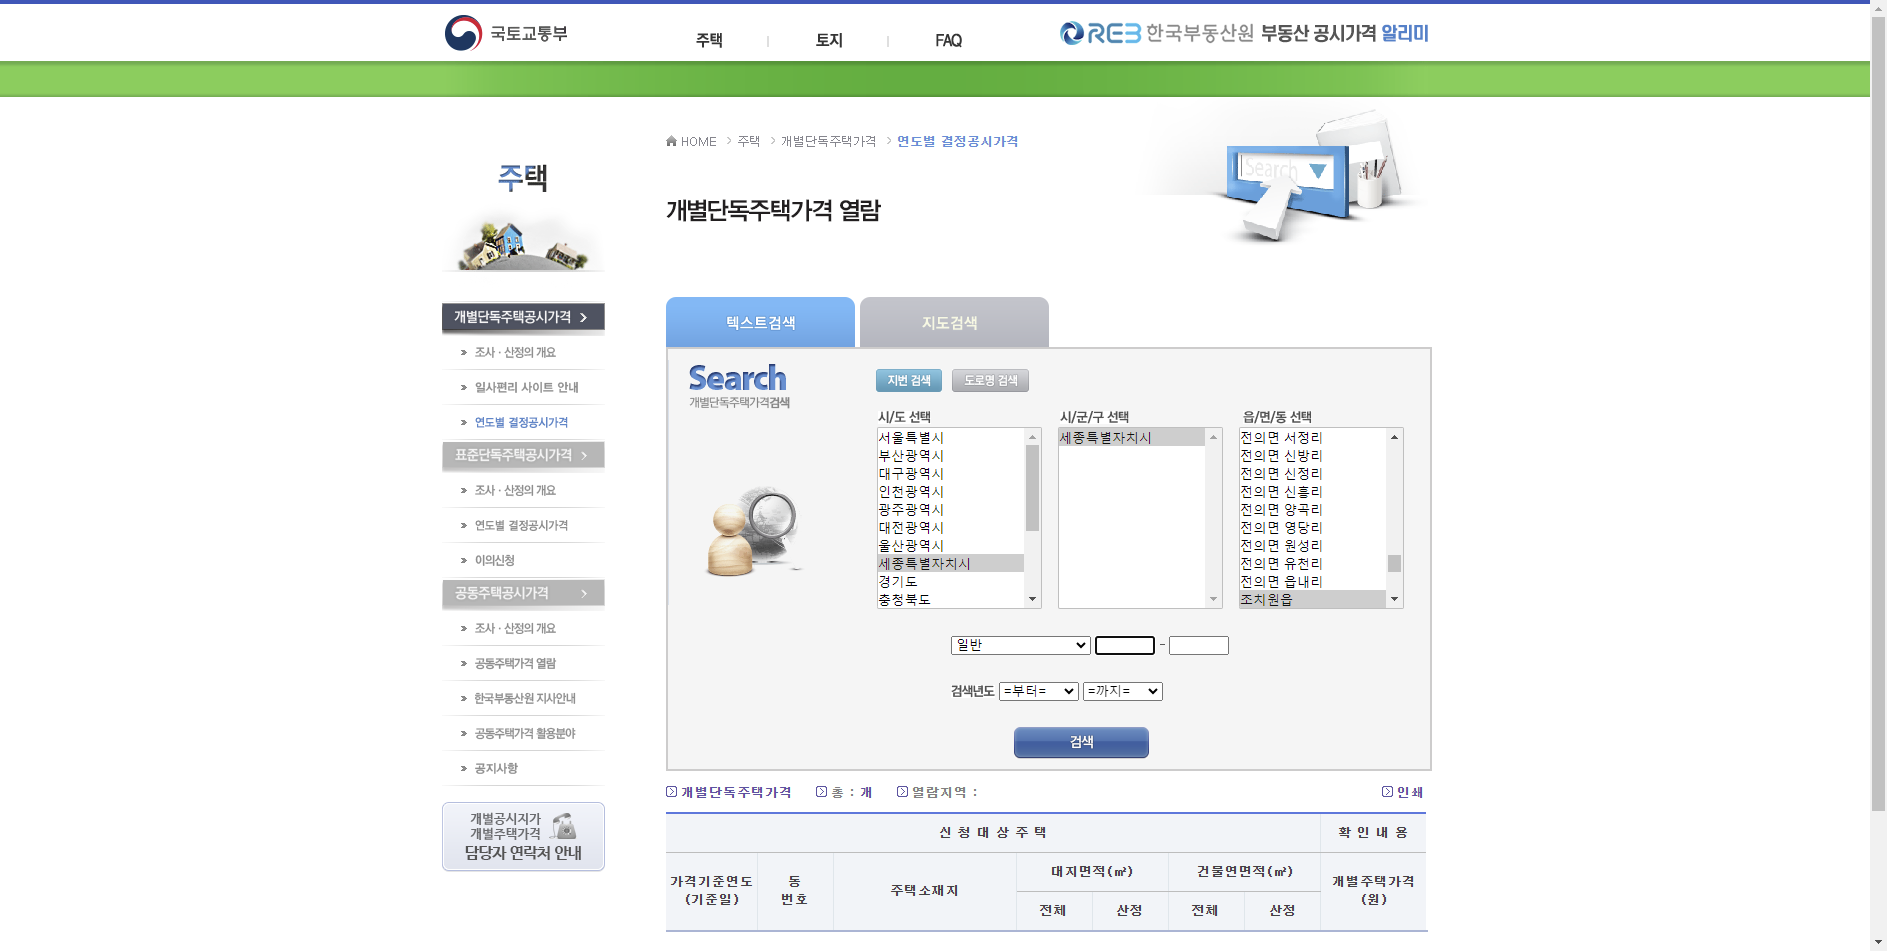 국토교통부
주택
토지
FAQ
REB 한국부동산원 부동산 공시가격 알리미
HOME > 주택 > 개별단독주택가격 > 연도별 결정공시가격
주택
개별단독주택가격 열람
Search
개별단독주택공시가격 >
» 조사 · 산정의 개요
» 일사편리 사이트 안내
» 연도별 결정공시가격
표준단독주택공시가격 >
» 조사 · 산정의 개요
» 연도별 결정공시가격
» 이의신청
공동주택공시가격 >
» 조사 · 산정의 개요
» 공동주택가격 열람
» 한국부동산원 지사안내
» 공동주택가격 활용분야
» 공지사항
개별공시지가
개별주택가격
담당자 연락처 안내
텍스트검색
지도검색
Search
개별단독주택가격검색
지번 검색
도로명 검색
시/도 선택
서울특별시
부산광역시
대구광역시
인천광역시
광주광역시
대전광역시
울산광역시
세종특별자치시
경기도
충청북도
시/군/구 선택
세종특별자치시
읍/면/동 선택
전의면 서정리
전의면 신방리
전의면 신정리
전의면 신흥리
전의면 양곡리
전의면 영당리
전의면 원성리
전의면 유천리
전의면 읍내리
조치원읍
일반
-
검색년도 =부터= =까지=
검색
개별단독주택가격
총 : 개
열람지역 :
인쇄
신 청 대 상 주 택
확 인 내 용
가격기준연도
(기준일)
동
번호
주택소재지
대지면적(㎡)
전체
산정
건물연면적(㎡)
전체
산정
개별주택가격
(원)